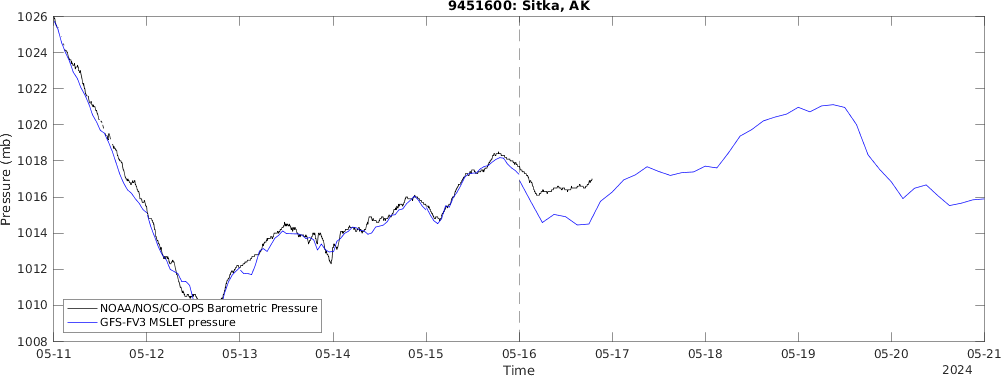 9451600: Sitka, AK
1026
1024
1022
1020
1018
1016
1014
1012
1010
1008
Pressure (mb)
NOAA/NOS/CO-OPS Barometric Pressure
GFS-FV3 MSLET pressure
05-11 05-12 05-13 05-14 05-15 05-16 05-17 05-18 05-19 05-20 05-21
Time
2024